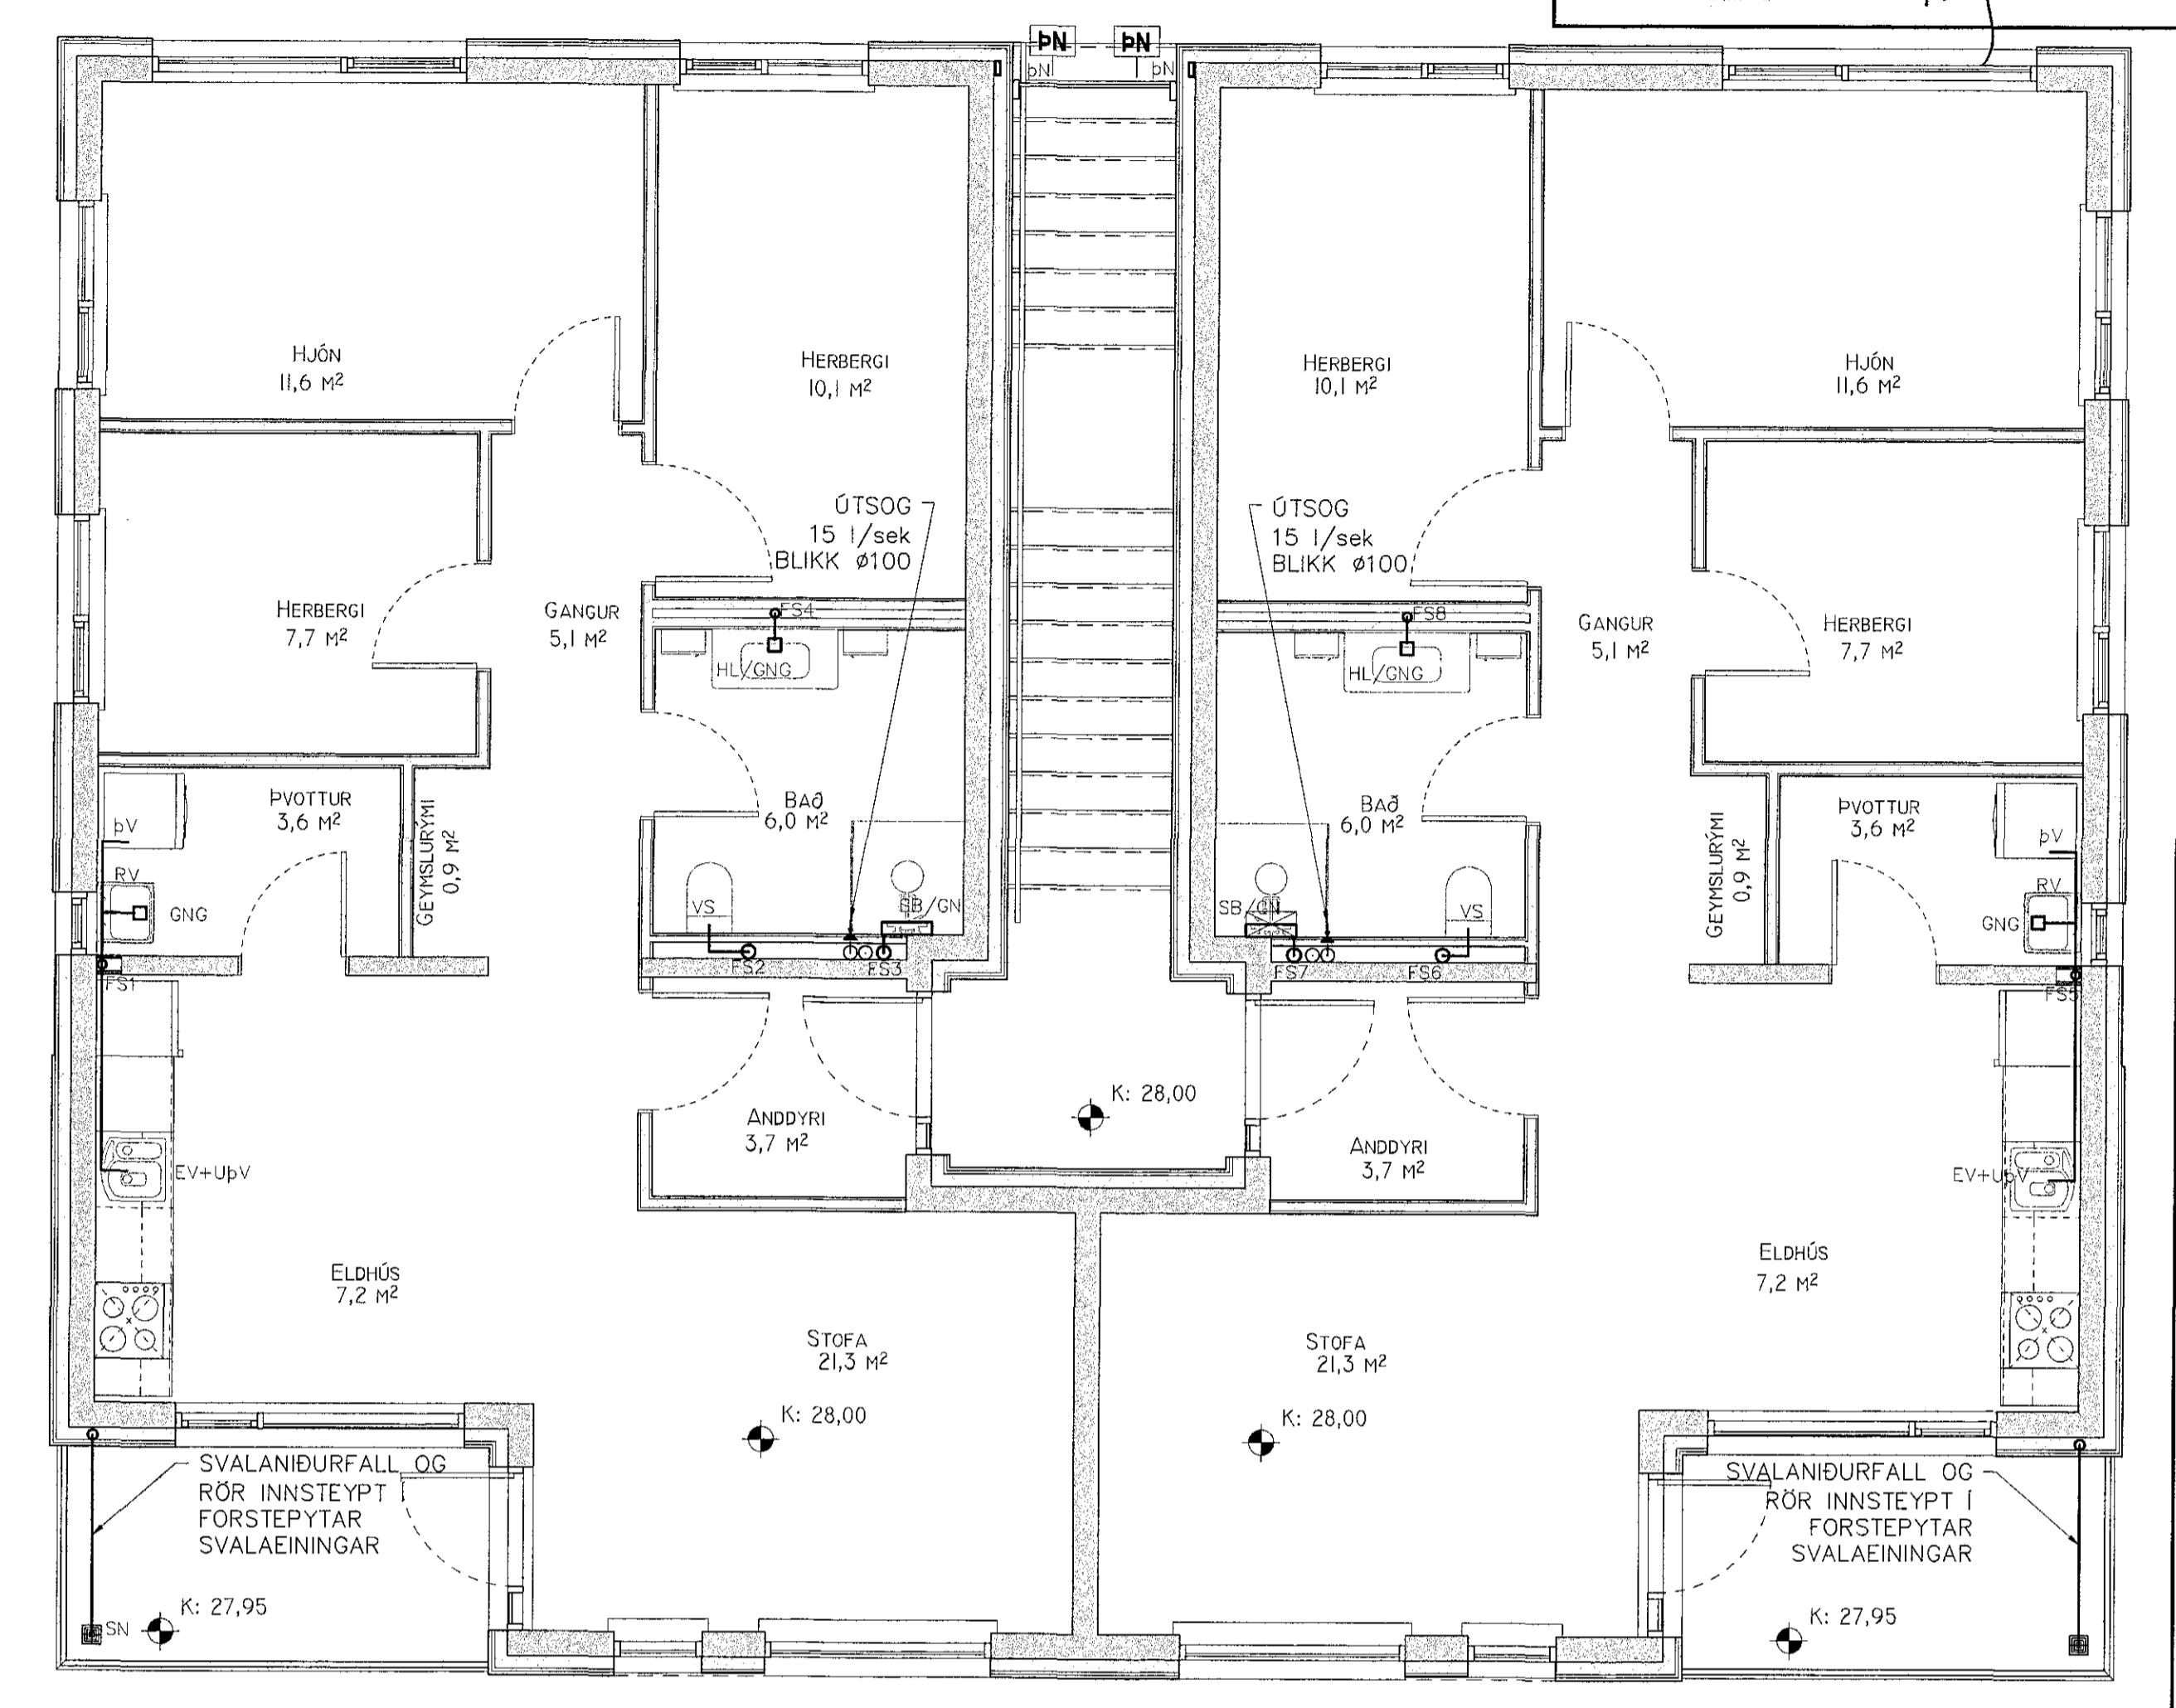 ÞN
ÞN
þN
þN
HJÓN
11,6 M²
HERBERGI
10,1 M²
HERBERGI
10,1 M²
HJÓN
11,6 M²
ÚTSOG
15 l/sek
BLIKK ø100
ÚTSOG
15 l/sek
BLIKK ø100
HERBERGI
7,7 M²
GANGUR
5,1 M²
FS4
HL/GNG
FS8
HL/GNG
GANGUR
5,1 M²
HERBERGI
7,7 M²
ÞVOTTUR
3,6 M²
þV
RV
GNG
GEYMSLURÝMI
0,9 M²
BAÐ
6,0 M²
VS
SB/GN
BAÐ
6,0 M²
SB/GN
VS
GEYMSLURÝMI
0,9 M²
ÞVOTTUR
3,6 M²
þV
RV
GNG
FS1
FS2
FS3
FS7
FS6
FS5
K: 28,00
ANDDYRI
3,7 M²
ANDDYRI
3,7 M²
EV+UþV
EV+UþV
ELDHÚS
7,2 M²
ELDHÚS
7,2 M²
STOFA
21,3 M²
STOFA
21,3 M²
K: 28,00
K: 28,00
SVALANIÐURFALL OG
RÖR INNSTEYPT
FORSTEPYTAR
SVALAEININGAR
SVALANIÐURFALL OG
RÖR INNSTEYPT Í
FORSTEPYTAR
SVALAEININGAR
K: 27,95
SN
K: 27,95